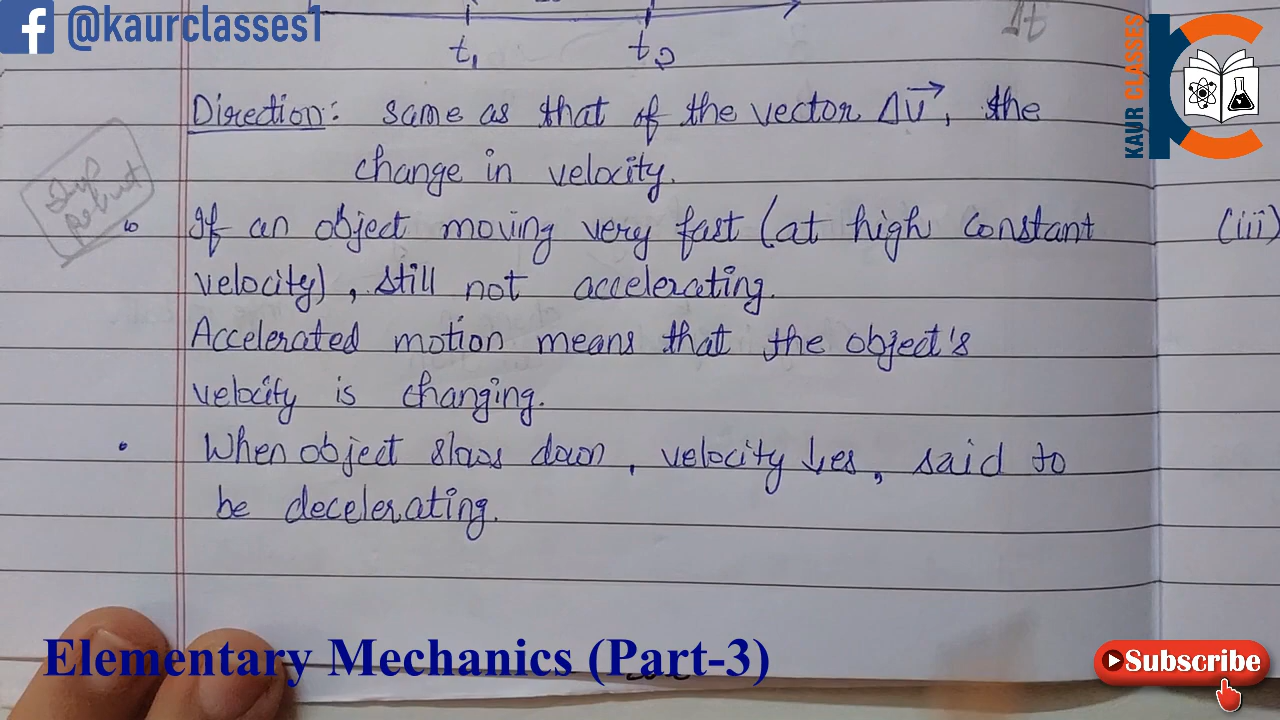 @kaurclasses1
t₁ t₂
Δt
KAUR CLASSES
Direction: same as that of the vector Δv⃗, the
change in velocity.
If an object moving very fast (at high constant
(iii)
velocity), still not accelerating.
Accelerated motion means that the object's
velocity is changing.
• When object slows down, velocity ↓es, said to
be decelerating.
Elementary Mechanics (Part-3)
Subscribe